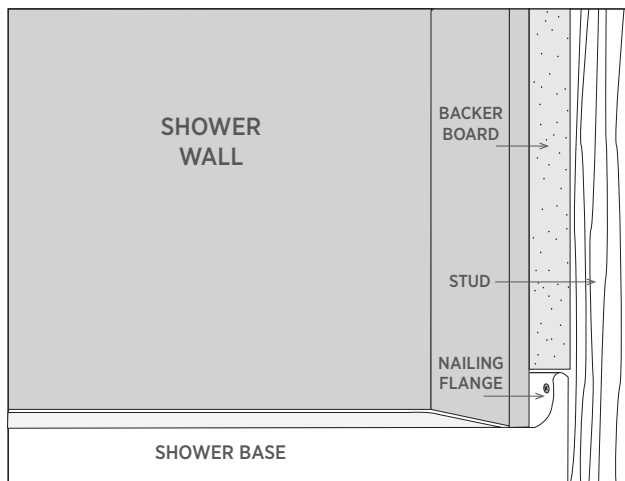 SHOWER
WALL
BACKER
BOARD
STUD
NAILING
FLANGE
SHOWER BASE